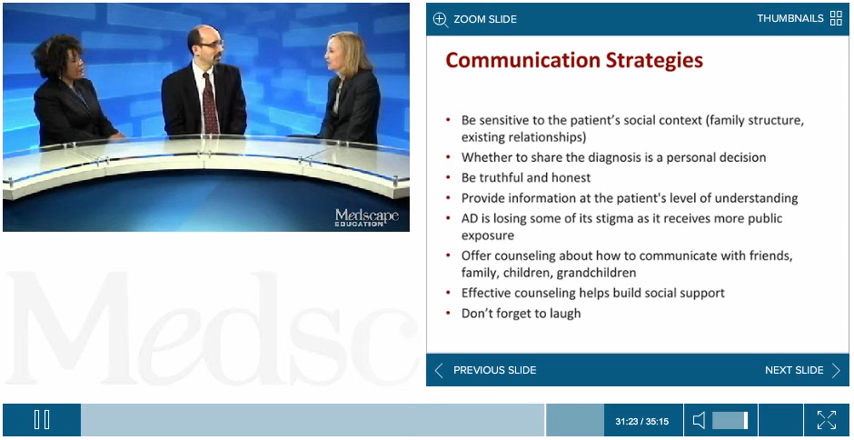 Medscape
EDUCATION
Medsc
ZOOM SLIDE
THUMBNAILS
Communication Strategies
• Be sensitive to the patient's social context (family structure,
existing relationships)
• Whether to share the diagnosis is a personal decision
• Be truthful and honest
• Provide information at the patient's level of understanding
• AD is losing some of its stigma as it receives more public
exposure
• Offer counseling about how to communicate with friends,
family, children, grandchildren
• Effective counseling helps build social support
• Don't forget to laugh
PREVIOUS SLIDE
NEXT SLIDE
31:23 / 35:15